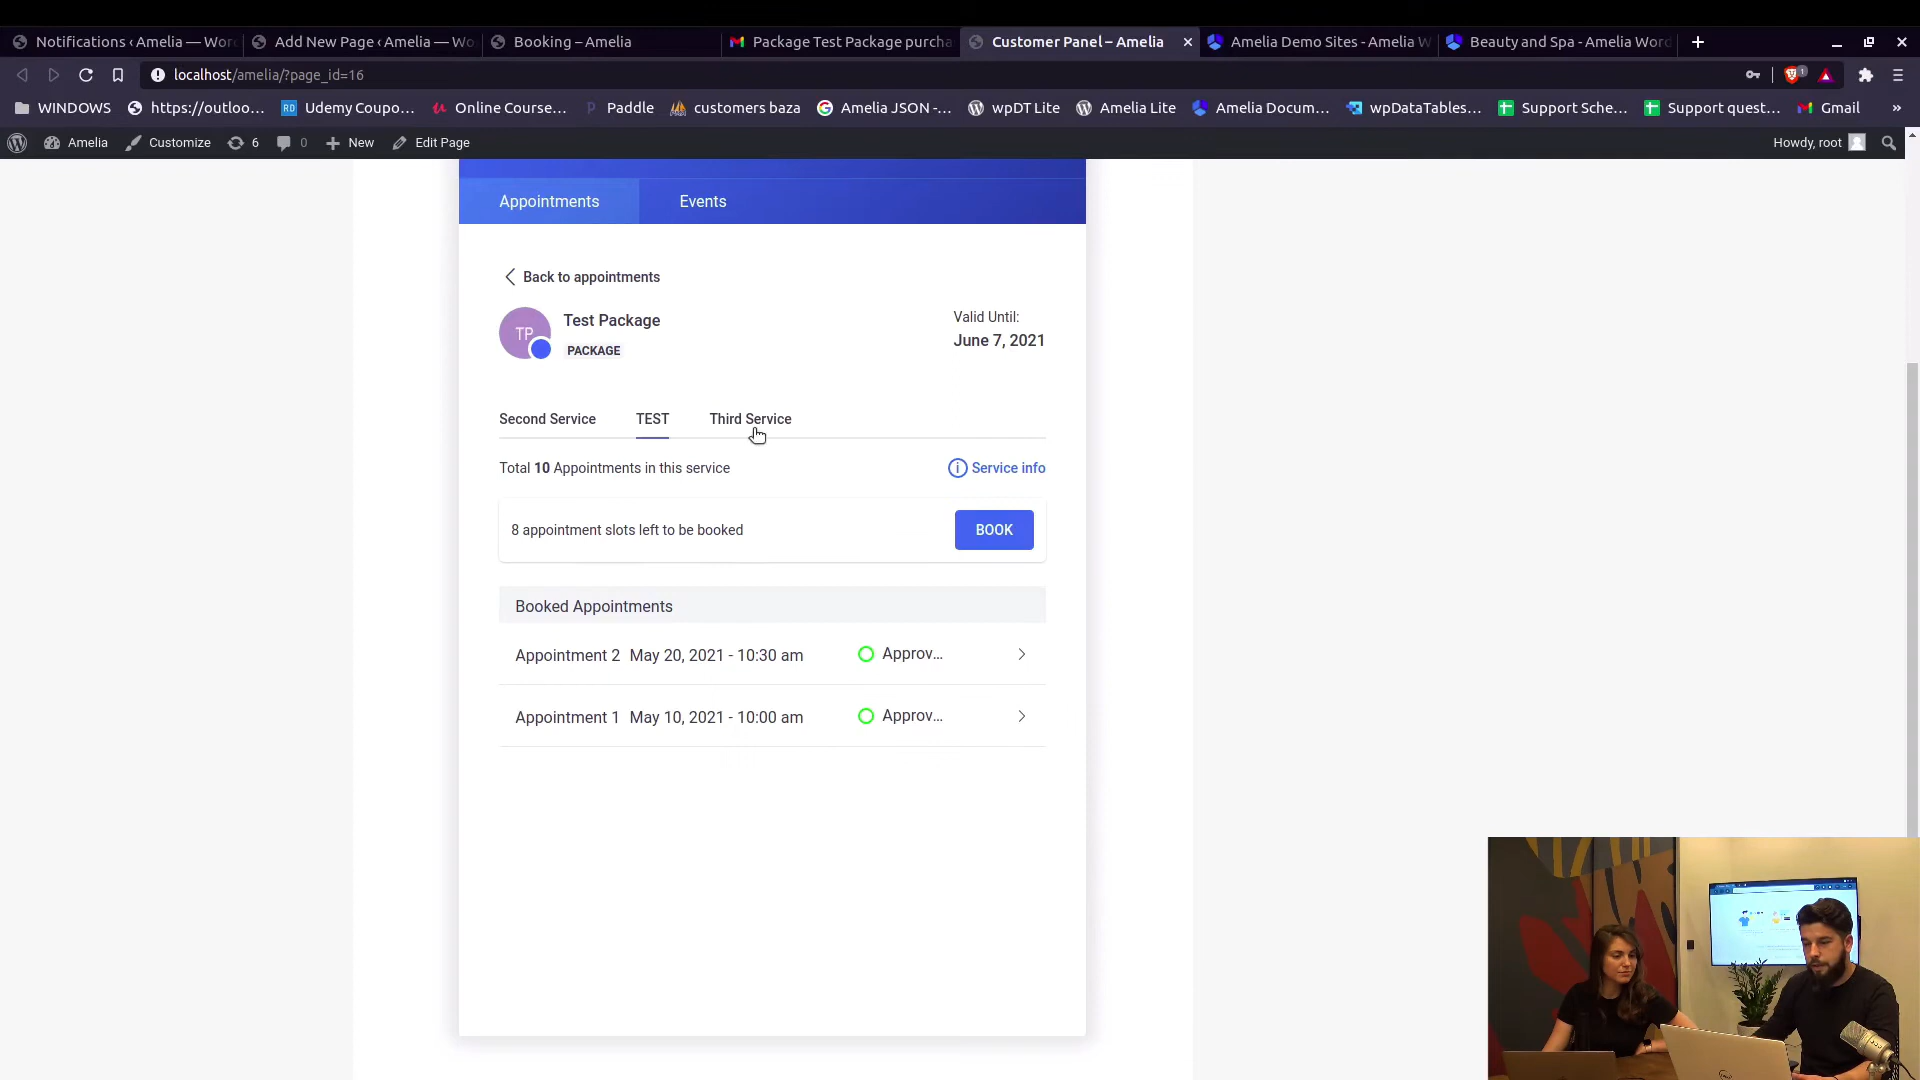 Notifications ‹ Amelia — Wor
Add New Page ‹ Amelia — Wo
Booking – Amelia
Package Test Package purcha
Customer Panel – Amelia
Amelia Demo Sites - Amelia W
Beauty and Spa - Amelia Word
localhost/amelia/?page_id=16
1
WINDOWS
https://outloo...
RD
Udemy Coupo...
Online Course...
Paddle
customers baza
Amelia JSON -...
wpDT Lite
Amelia Lite
Amelia Docum...
wpDataTables...
Support Sche...
Support quest...
Gmail
»
Amelia
Customize
6
0
New
Edit Page
Howdy, root
Appointments
Events
Back to appointments
TP
Test Package
PACKAGE
Valid Until:
June 7, 2021
Second Service
TEST
Third Service
Total 10 Appointments in this service
Service info
8 appointment slots left to be booked
BOOK
Booked Appointments
Appointment 2 May 20, 2021 - 10:30 am
Approv...
Appointment 1 May 10, 2021 - 10:00 am
Approv...